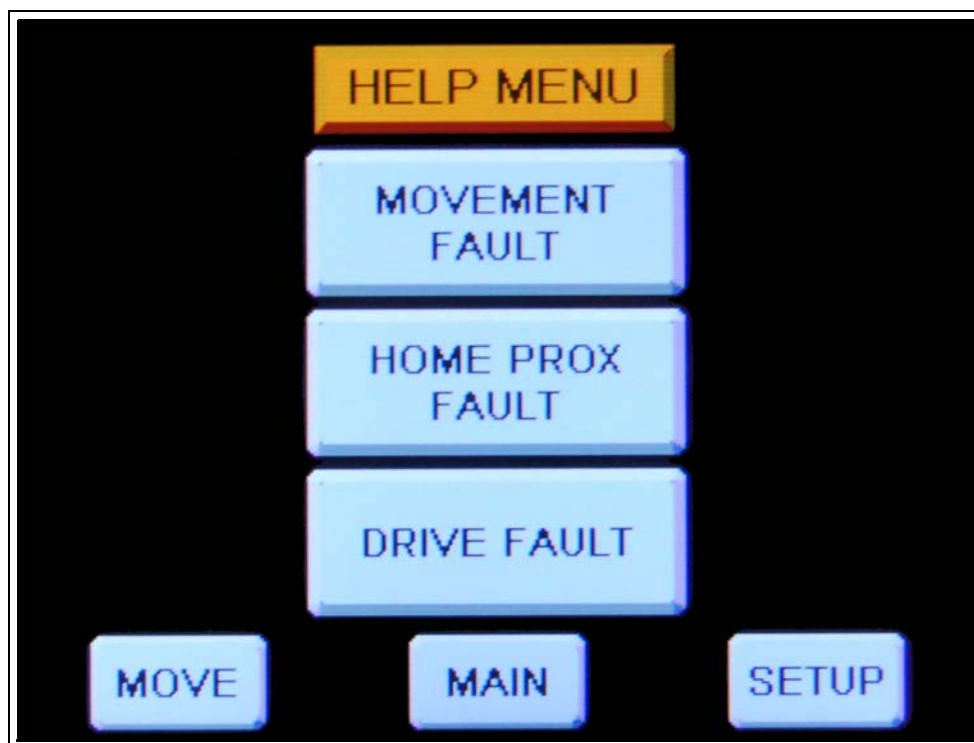 HELP MENU
MOVEMENT
FAULT
HOME PROX
FAULT
DRIVE FAULT
MOVE
MAIN
SETUP